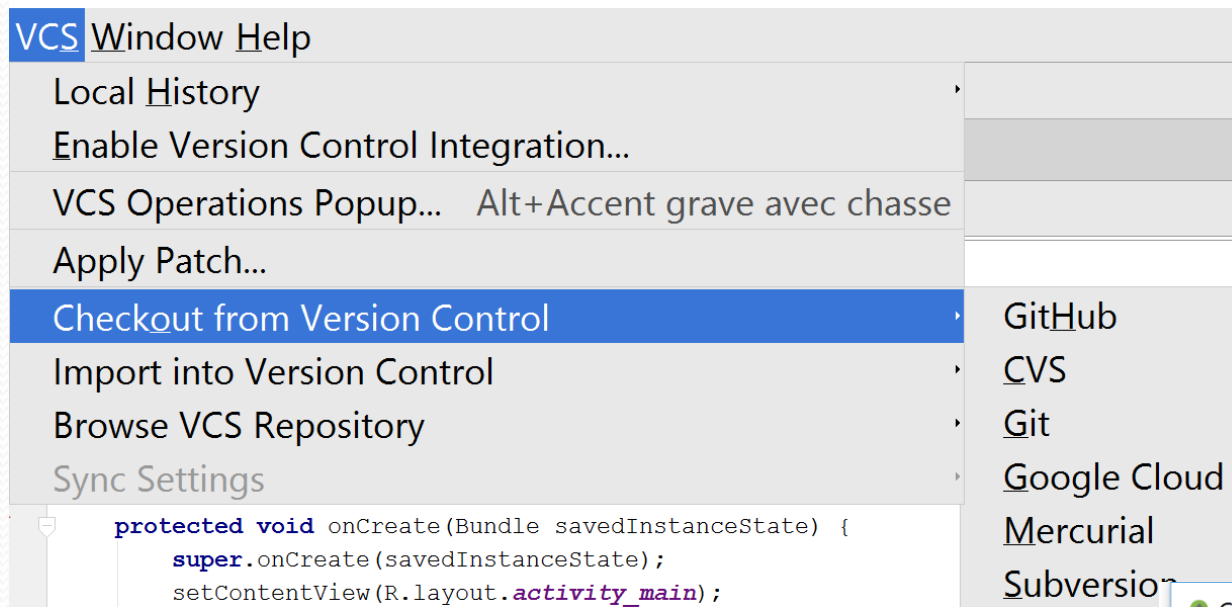 VCS Window Help
Local History
Enable Version Control Integration...
VCS Operations Popup... Alt+Accent grave avec chasse
Apply Patch...
Checkout from Version Control
GitHub
Import into Version Control
CVS
Browse VCS Repository
Git
Sync Settings
Google Cloud
protected void onCreate(Bundle savedInstanceState) {
Mercurial
super.onCreate(savedInstanceState);
setContentView(R.layout.activity_main);